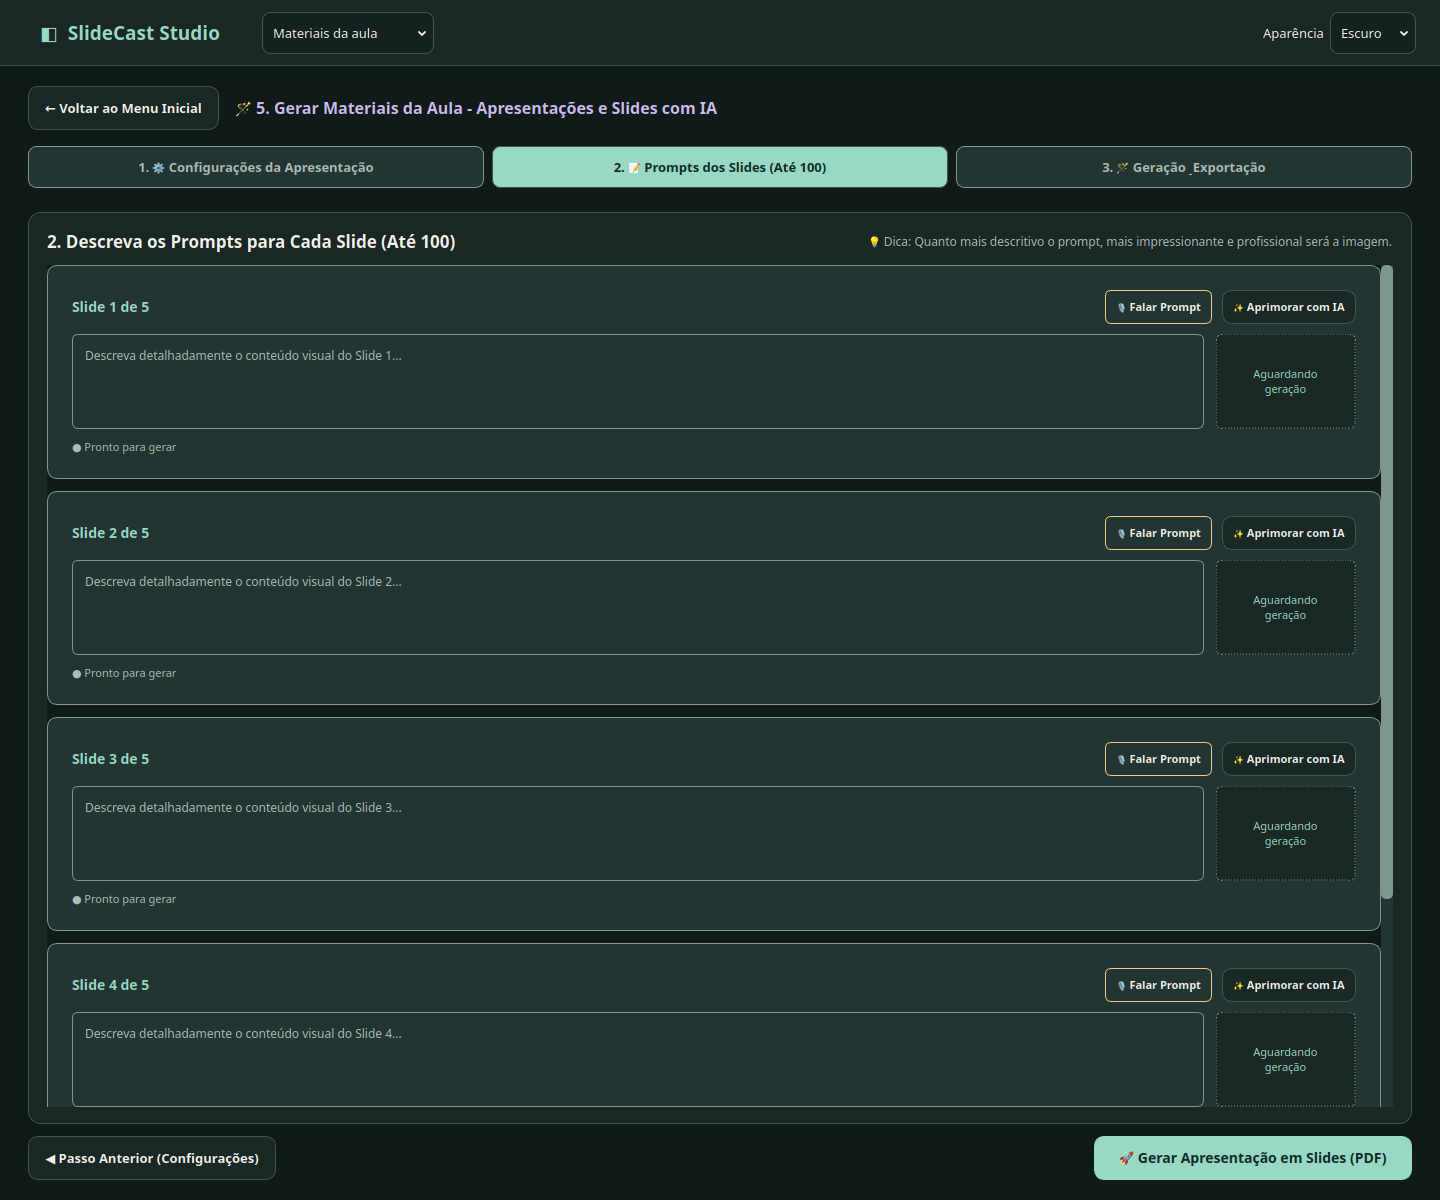 SlideCast Studio
Materiais da aula
Aparência
Escuro
← Voltar ao Menu Inicial
5. Gerar Materiais da Aula - Apresentações e Slides com IA
1. Configurações da Apresentação
2. Prompts dos Slides (Até 100)
3. Geração _Exportação
2. Descreva os Prompts para Cada Slide (Até 100)
Dica: Quanto mais descritivo o prompt, mais impressionante e profissional será a imagem.
Slide 1 de 5
Falar Prompt
Aprimorar com IA
Descreva detalhadamente o conteúdo visual do Slide 1...
Aguardando
geração
● Pronto para gerar
Slide 2 de 5
Falar Prompt
Aprimorar com IA
Descreva detalhadamente o conteúdo visual do Slide 2...
Aguardando
geração
● Pronto para gerar
Slide 3 de 5
Falar Prompt
Aprimorar com IA
Descreva detalhadamente o conteúdo visual do Slide 3...
Aguardando
geração
● Pronto para gerar
Slide 4 de 5
Falar Prompt
Aprimorar com IA
Descreva detalhadamente o conteúdo visual do Slide 4...
Aguardando
geração
◀ Passo Anterior (Configurações)
Gerar Apresentação em Slides (PDF)